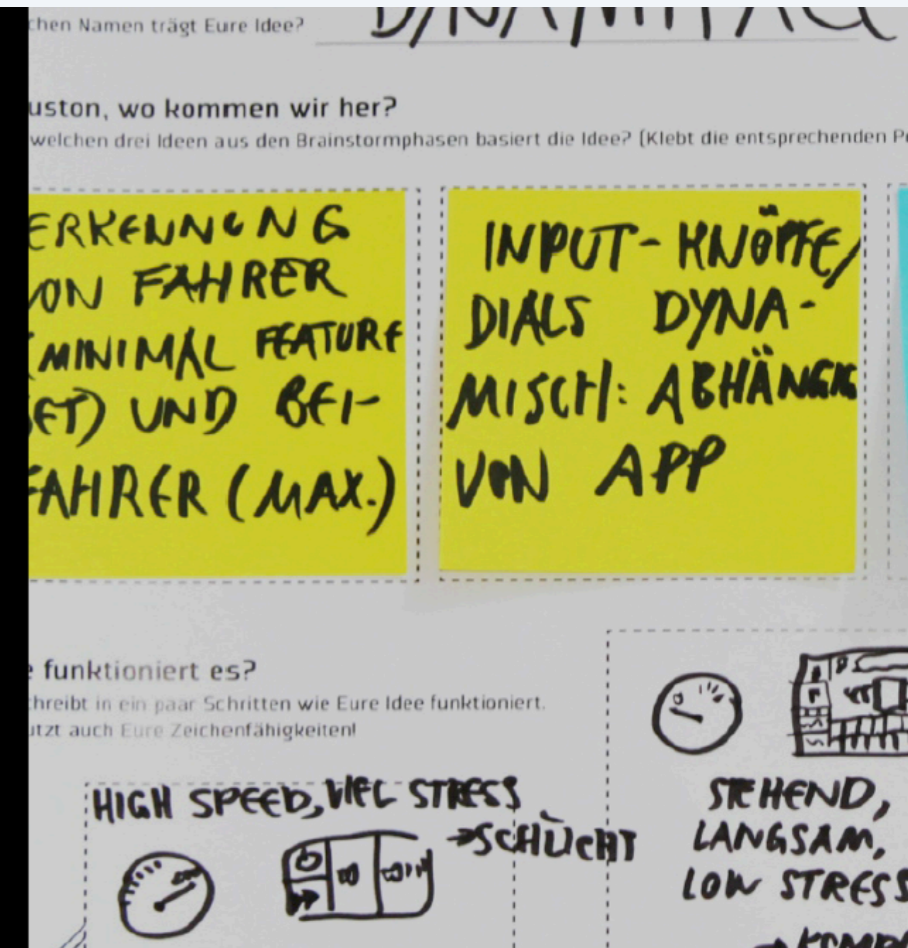 chen Namen trägt Eure Idee?
uston, wo kommen wir her?
welchen drei Ideen aus den Brainstormphasen basiert die Idee? (Klebt die entsprechenden
ERKENNUNG
VON FAHRER
(MINIMAL FEATURE
SET) UND BEI-
FAHRER (MAX.)
INPUT-KNÖPFE/
DIALS DYNA-
MISCH: ABHÄNGIG
VON APP
e funktioniert es?
chreibt in ein paar Schritten wie Eure Idee funktioniert.
utzt auch Eure Zeichenfähigkeiten!
HIGH SPEED, VIEL STRESS
→SCHLICHT
STEHEND,
LANGSAM,
LOW STRESS